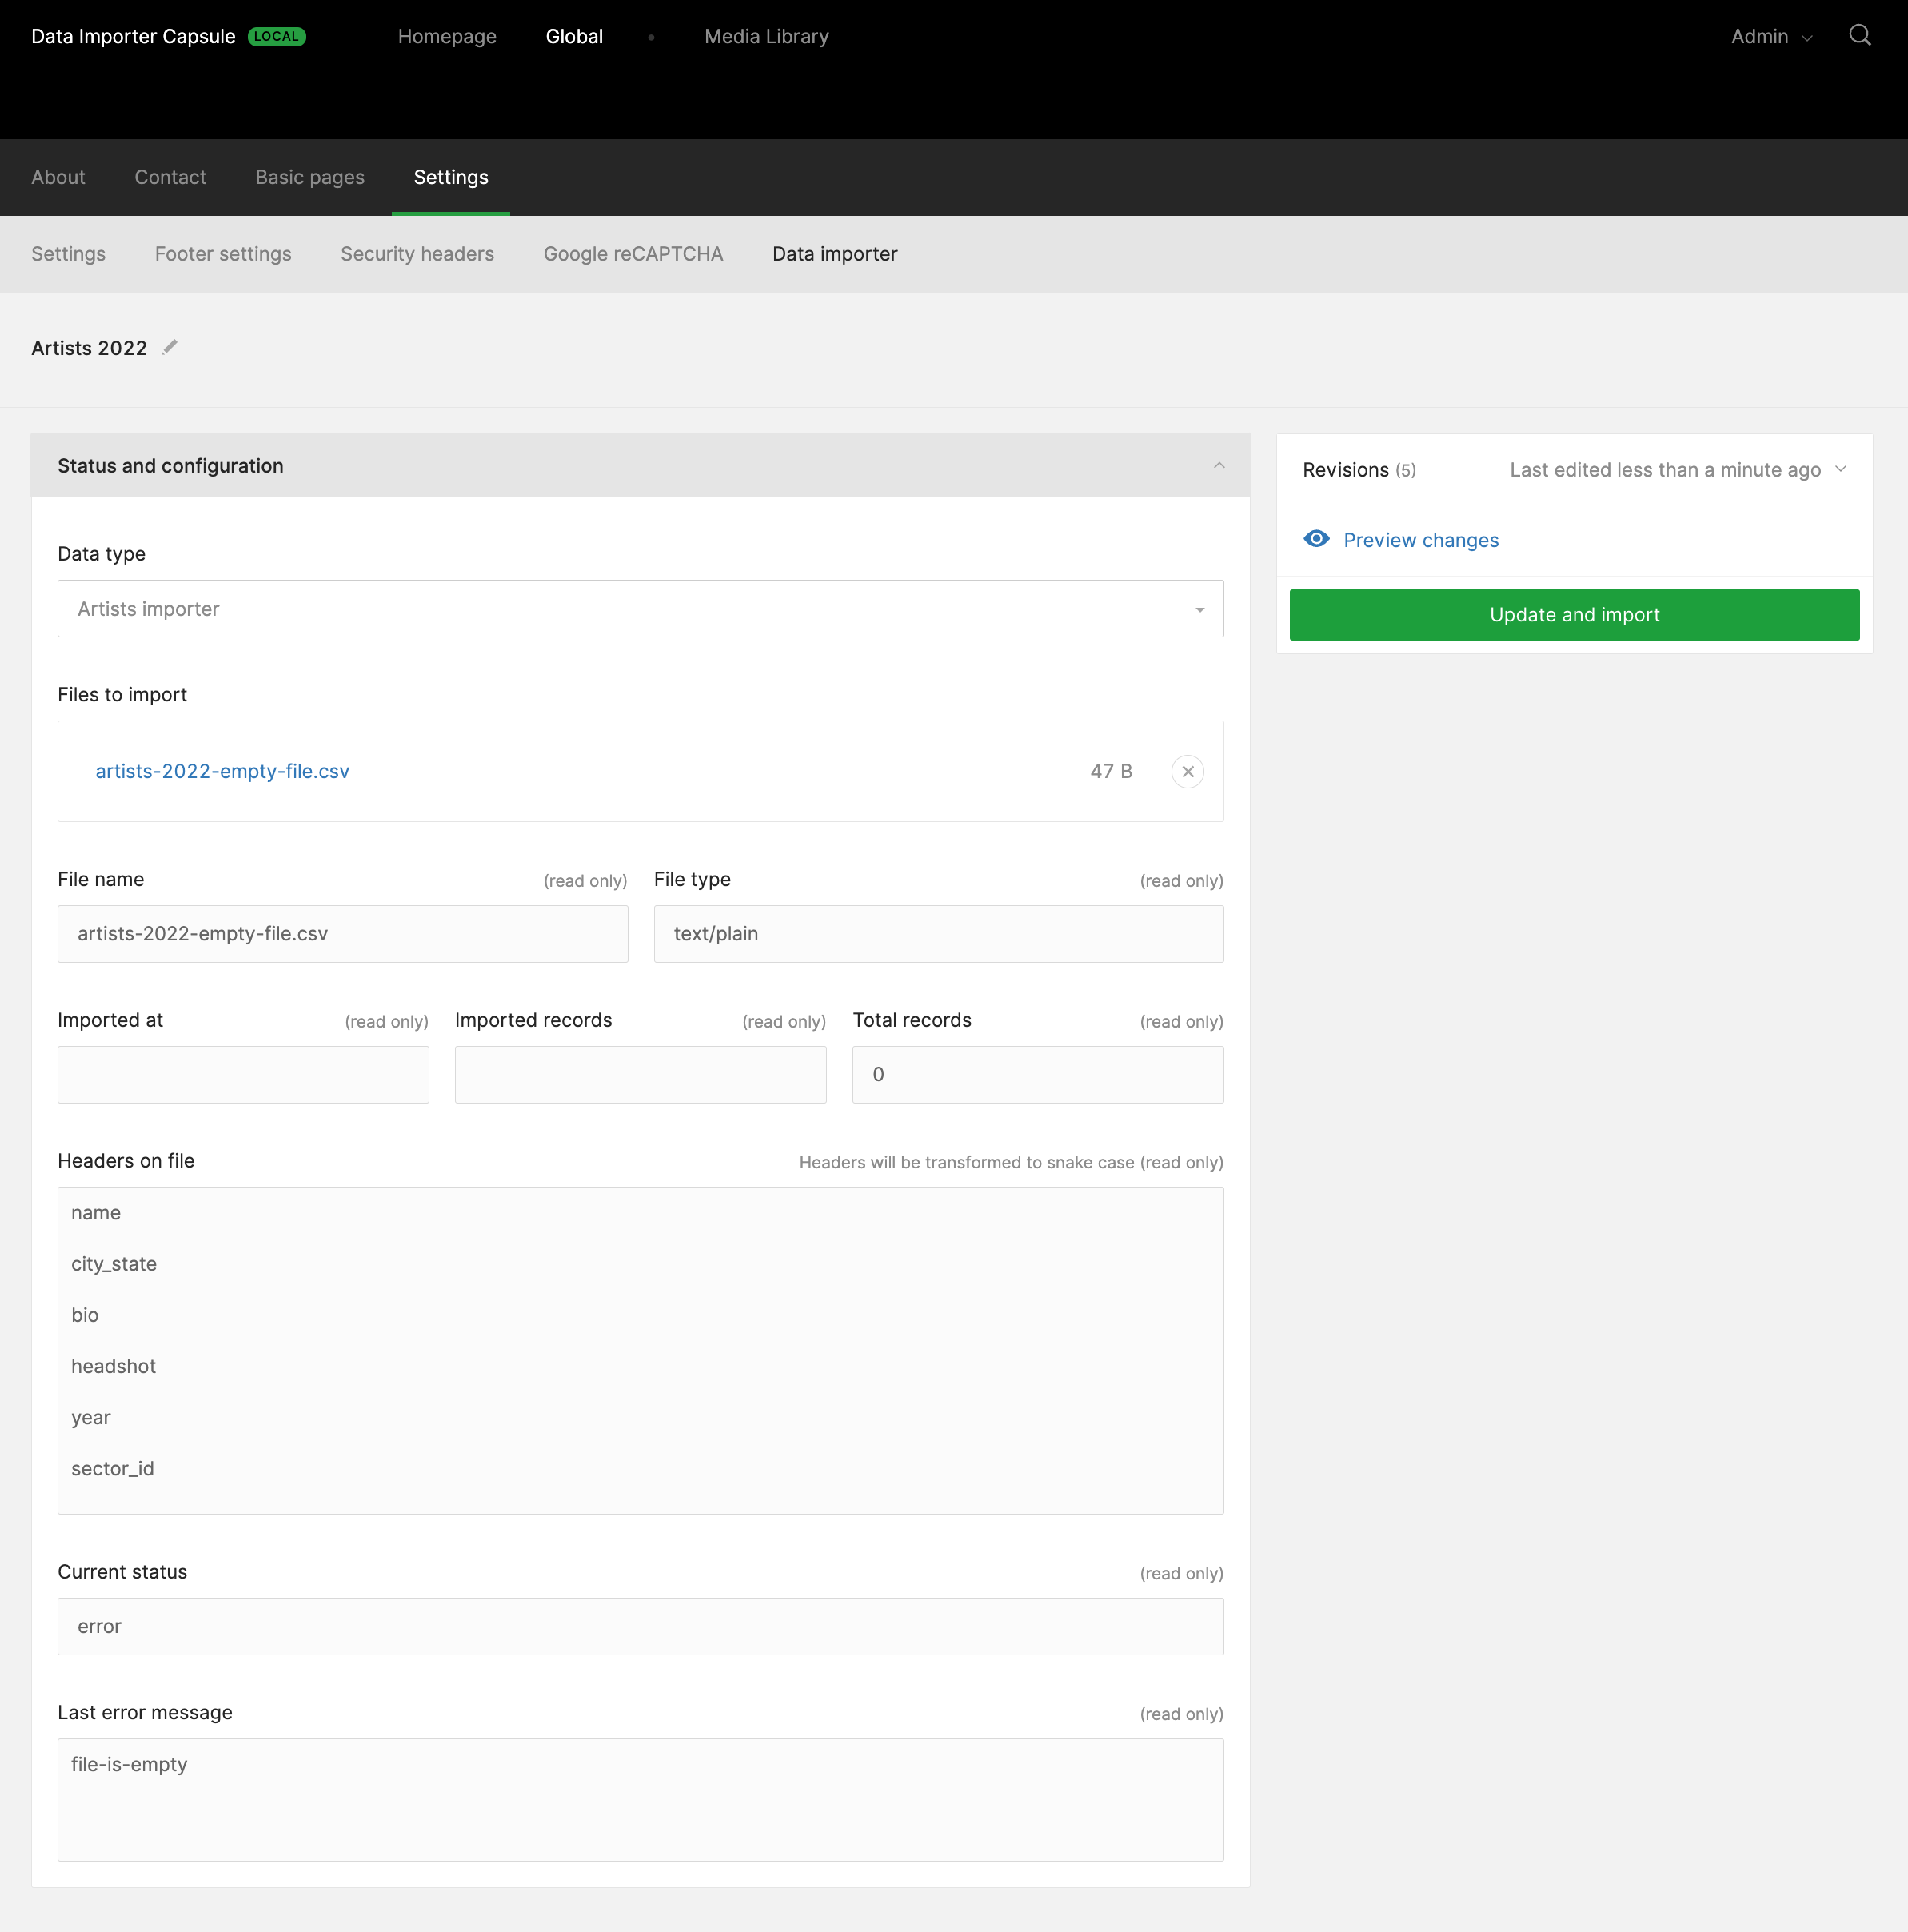 Data Importer Capsule LOCAL Homepage Global • Media Library Admin
About Contact Basic pages Settings
Settings Footer settings Security headers Google reCAPTCHA Data importer
Artists 2022
Status and configuration
Revisions (5) Last edited less than a minute ago
Preview changes
Update and import
Data type
Artists importer
Files to import
artists-2022-empty-file.csv 47 B
File name (read only) File type (read only)
artists-2022-empty-file.csv text/plain
Imported at (read only) Imported records (read only) Total records (read only)
0
Headers on file Headers will be transformed to snake case (read only)
name
city_state
bio
headshot
year
sector_id
Current status (read only)
error
Last error message (read only)
file-is-empty